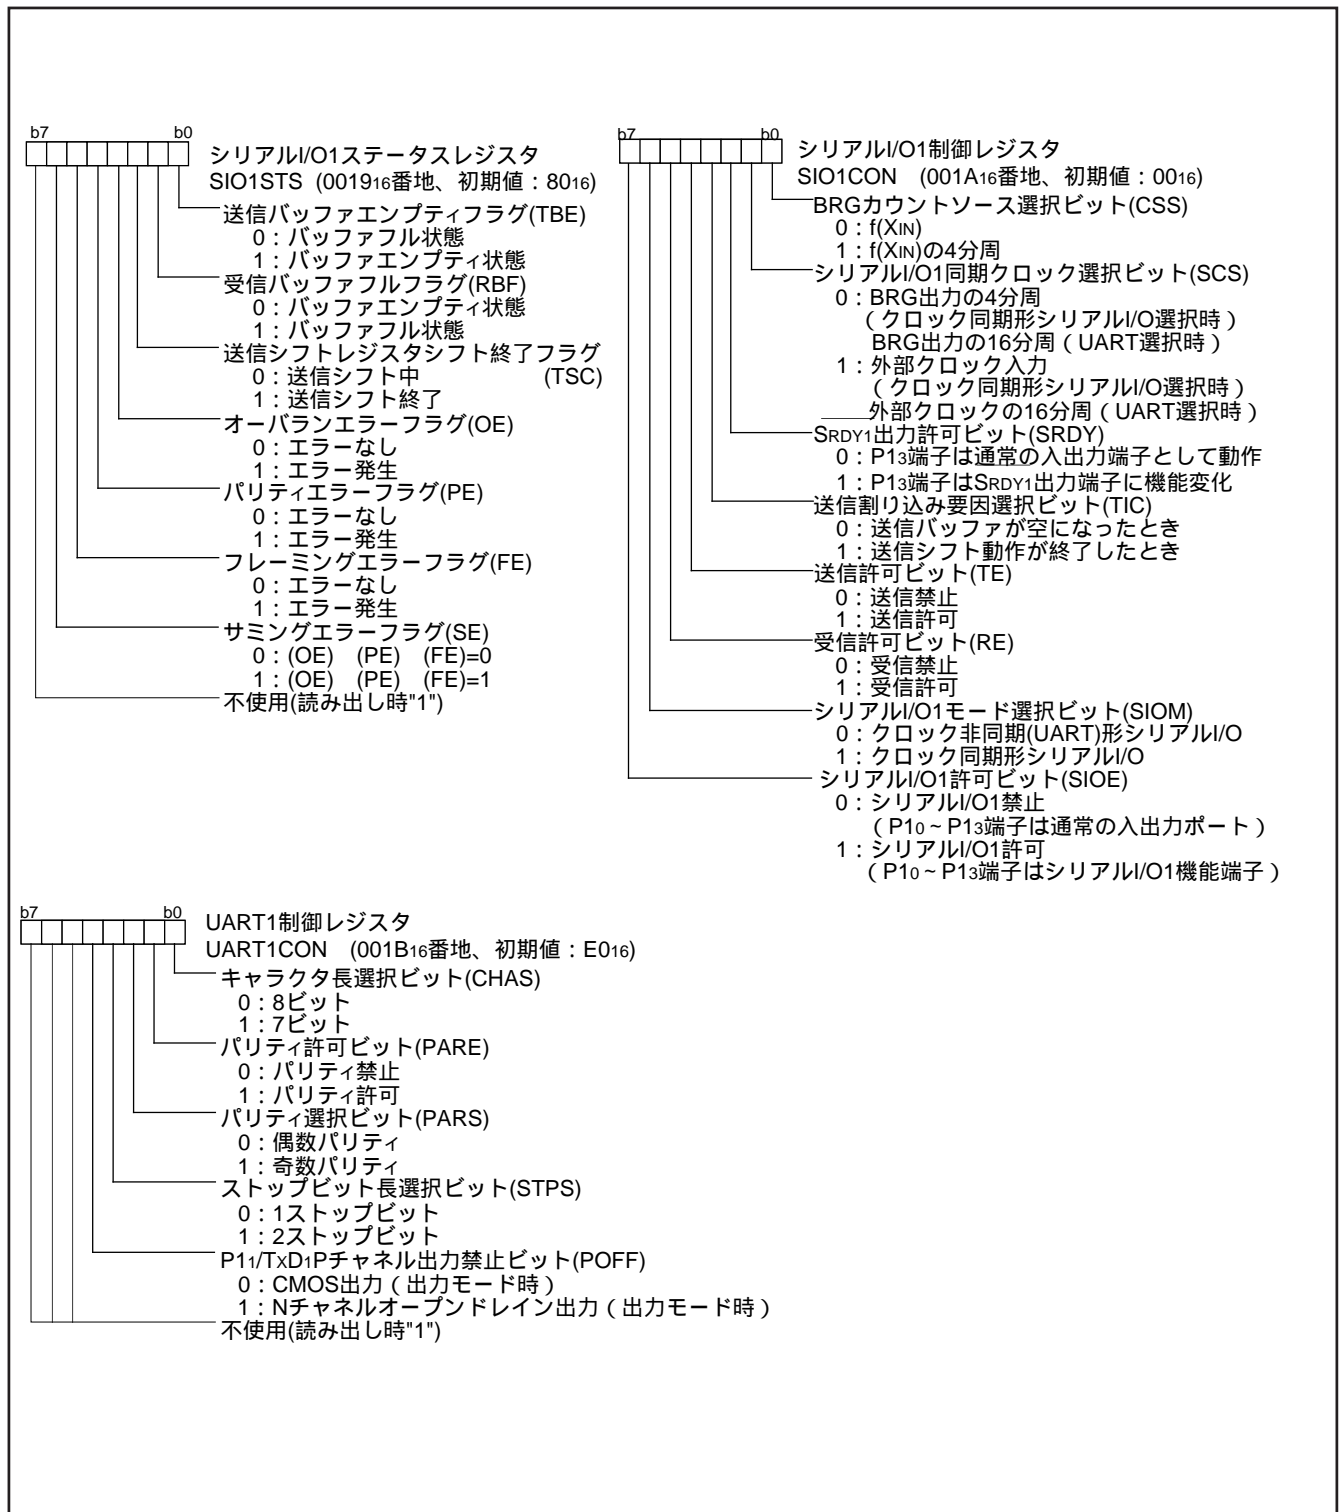 b7 b0
シリアルI/O1ステータスレジスタ
SIO1STS (001916番地、初期値：8016)
送信バッファエンプティフラグ(TBE)
0：バッファフル状態
1：バッファエンプティ状態
受信バッファフルフラグ(RBF)
0：バッファエンプティ状態
1：バッファフル状態
送信シフトレジスタシフト終了フラグ
0：送信シフト中 (TSC)
1：送信シフト終了
オーバランエラーフラグ(OE)
0：エラーなし
1：エラー発生
パリティエラーフラグ(PE)
0：エラーなし
1：エラー発生
フレーミングエラーフラグ(FE)
0：エラーなし
1：エラー発生
サミングエラーフラグ(SE)
0：(OE) (PE) (FE)=0
1：(OE) (PE) (FE)=1
不使用(読み出し時"1")
b7 b0
シリアルI/O1制御レジスタ
SIO1CON (001A16番地、初期値：0016)
BRGカウントソース選択ビット(CSS)
0：f(XIN)
1：f(XIN)の4分周
シリアルI/O1同期クロック選択ビット(SCS)
0：BRG出力の4分周
（クロック同期形シリアルI/O選択時）
BRG出力の16分周（UART選択時）
1：外部クロック入力
（クロック同期形シリアルI/O選択時）
外部クロックの16分周（UART選択時）
SRDY1出力許可ビット(SRDY)
0：P13端子は通常の入出力端子として動作
1：P13端子はSRDY1出力端子に機能変化
送信割り込み要因選択ビット(TIC)
0：送信バッファが空になったとき
1：送信シフト動作が終了したとき
送信許可ビット(TE)
0：送信禁止
1：送信許可
受信許可ビット(RE)
0：受信禁止
1：受信許可
シリアルI/O1モード選択ビット(SIOM)
0：クロック非同期(UART)形シリアルI/O
1：クロック同期形シリアルI/O
シリアルI/O1許可ビット(SIOE)
0：シリアルI/O1禁止
（P10~P13端子は通常の入出力ポート）
1：シリアルI/O1許可
（P10~P13端子はシリアルI/O1機能端子）
b7 b0
UART1制御レジスタ
UART1CON (001B16番地、初期値：E016)
キャラクタ長選択ビット(CHAS)
0：8ビット
1：7ビット
パリティ許可ビット(PARE)
0：パリティ禁止
1：パリティ許可
パリティ選択ビット(PARS)
0：偶数パリティ
1：奇数パリティ
ストップビット長選択ビット(STPS)
0：1ストップビット
1：2ストップビット
P11/TXD1Pチャネル出力禁止ビット(POFF)
0：CMOS出力（出力モード時）
1：Nチャネルオープンドレイン出力（出力モード時）
不使用(読み出し時"1")